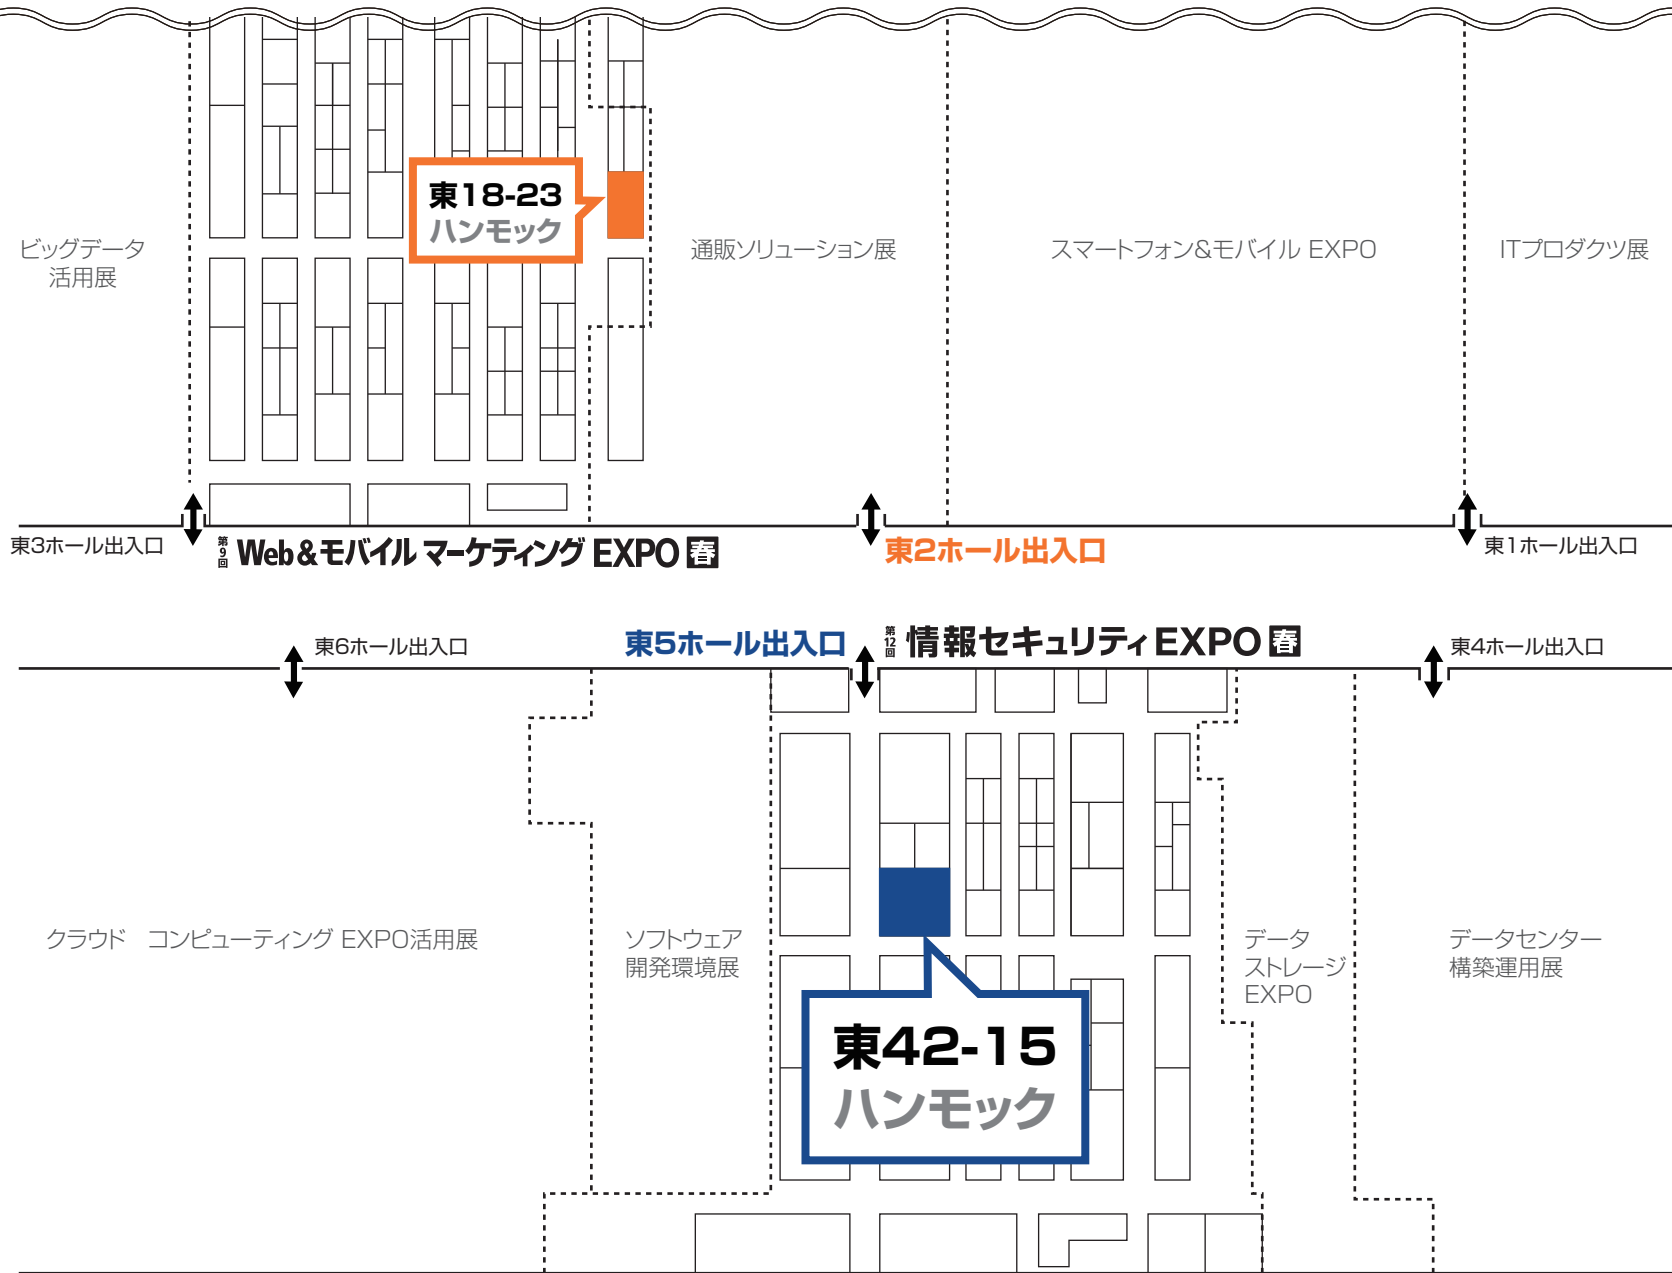 東18-23
ハンモック
ビッグデータ
活用展
通販ソリューション展
スマートフォン&モバイル EXPO
ITプロダクツ展
東3ホール出入口
第9回 Web&モバイル マーケティング EXPO 春
東2ホール出入口
東1ホール出入口
東6ホール出入口
東5ホール出入口
第12回 情報セキュリティ EXPO 春
東4ホール出入口
クラウド　コンピューティング EXPO活用展
ソフトウェア
開発環境展
データ
ストレージ
EXPO
データセンター
構築運用展
東42-15
ハンモック